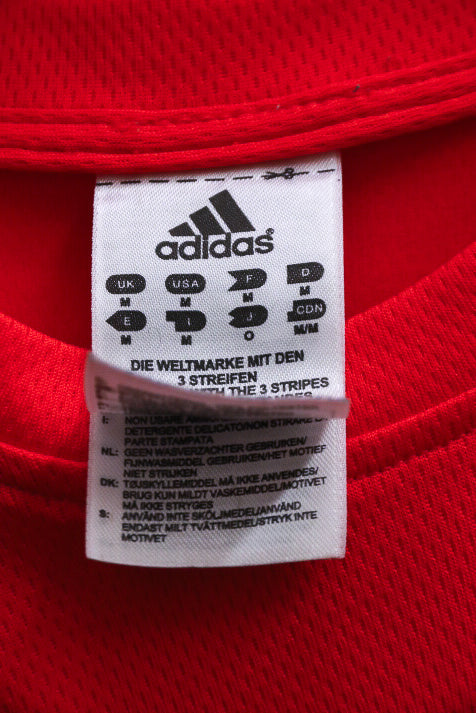 adidas®
UK USA F D
M M M M
E I J CDN
M M O M/M
DIE WELTMARKE MIT DEN
3 STREIFEN
WITH THE 3 STRIPES
I: NON USARE
DETERGENTE DELICATO/NON STIRARE
PARTE STAMPATA
NL: GEEN WASVERZACHTER GEBRUIKEN/
FIJNWASMIDDEL GEBRUIKEN/HET MOTIEF
NIET STRIJKEN
DK: TØJSKYLLEMIDDEL MÅ IKKE ANVENDES/
BRUG KUN MILDT VASKEMIDDEL/MOTIVET
MÅ IKKE STRYGES
S: ANVÄND INTE SKÖLJMEDEL/ANVÄND
ENDAST MILT TVÄTTMEDEL/STRYK INTE
MOTIVET